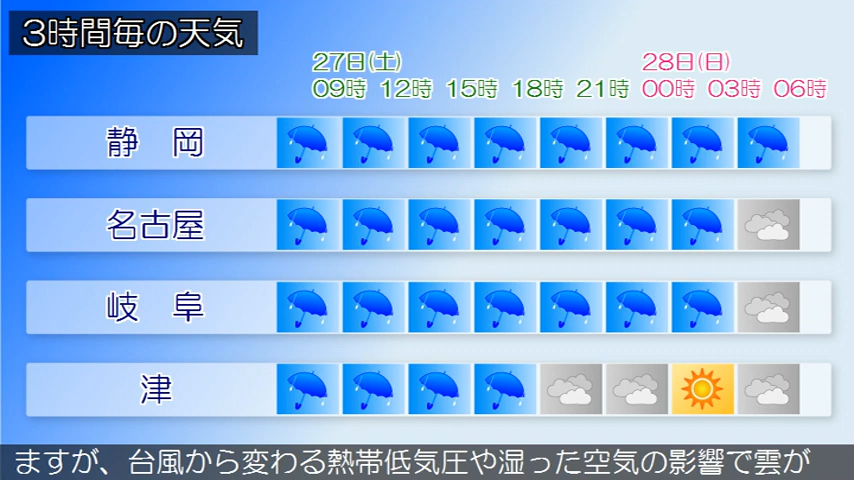 3時間毎の天気
27日(土) 28日(日)
09時 12時 15時 18時 21時 00時 03時 06時
静　岡
名古屋
岐　阜
津
ますが、台風から変わる熱帯低気圧や湿った空気の影響で雲が